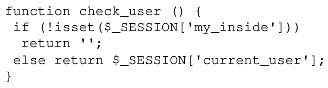 function check_user () {
 if (!isset($_SESSION['my_inside']))
  return '';
 else return $_SESSION['current_user'];
}